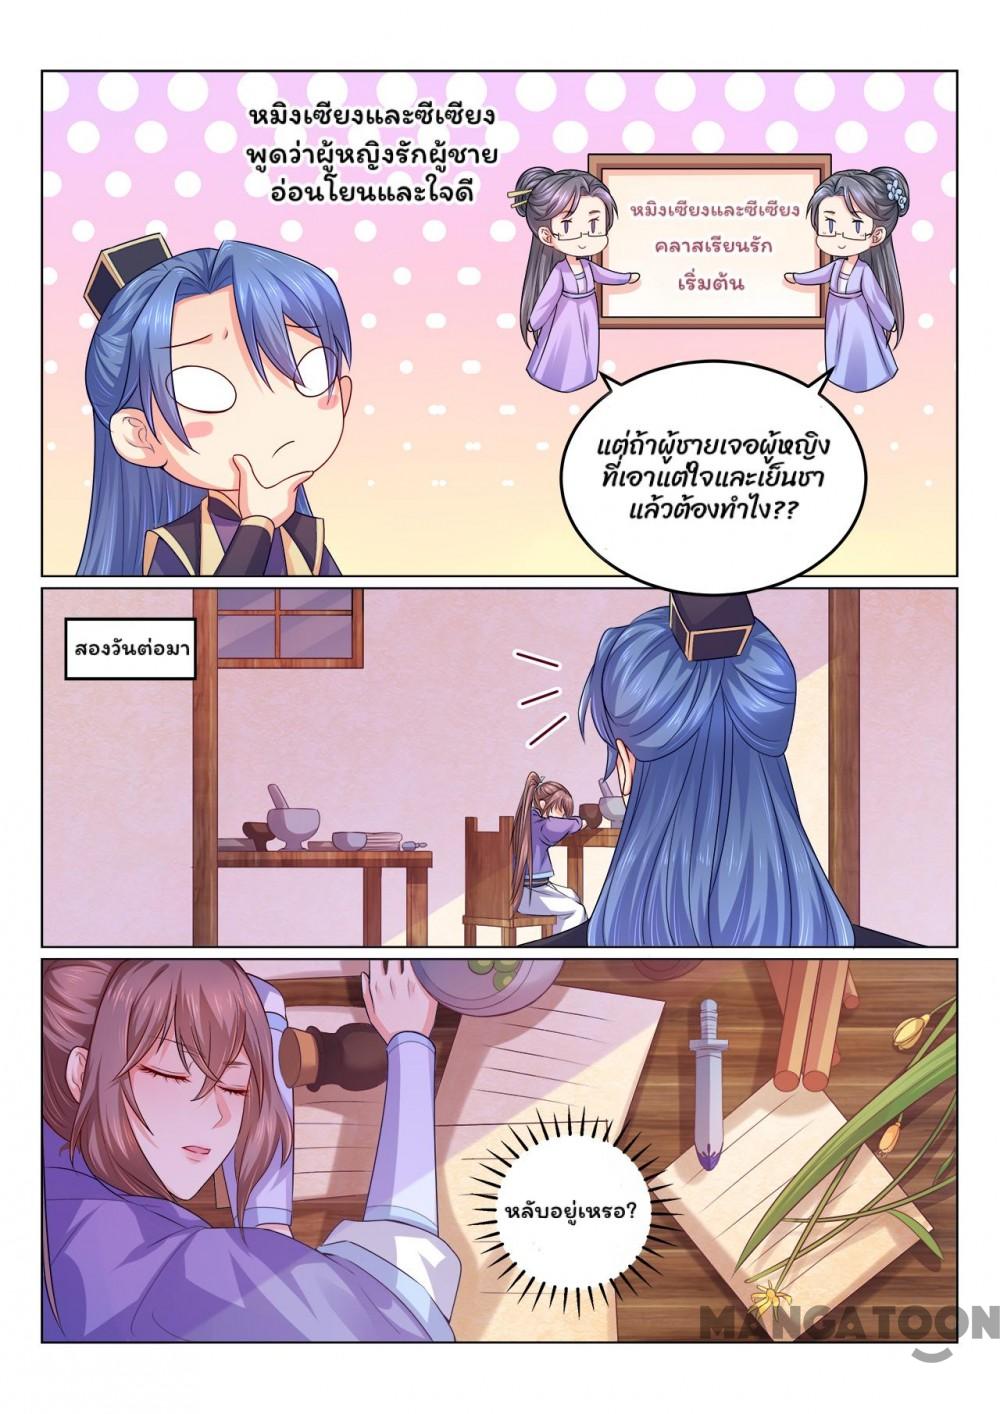 หมิงเซียงและซีเซียง
พูดว่าผู้หญิงรักผู้ชาย
อ่อนโยนและใจดี
หมิงเซียงและซีเซียง
คลาสเรียนรัก
เริ่มต้น
แต่ถ้าผู้ชายเจอผู้หญิง
ที่เอาแต่ใจและเย็นชา
แล้วต้องทำไง??
สองวันต่อมา
หลับอยู่เหรอ?
MANGATOON